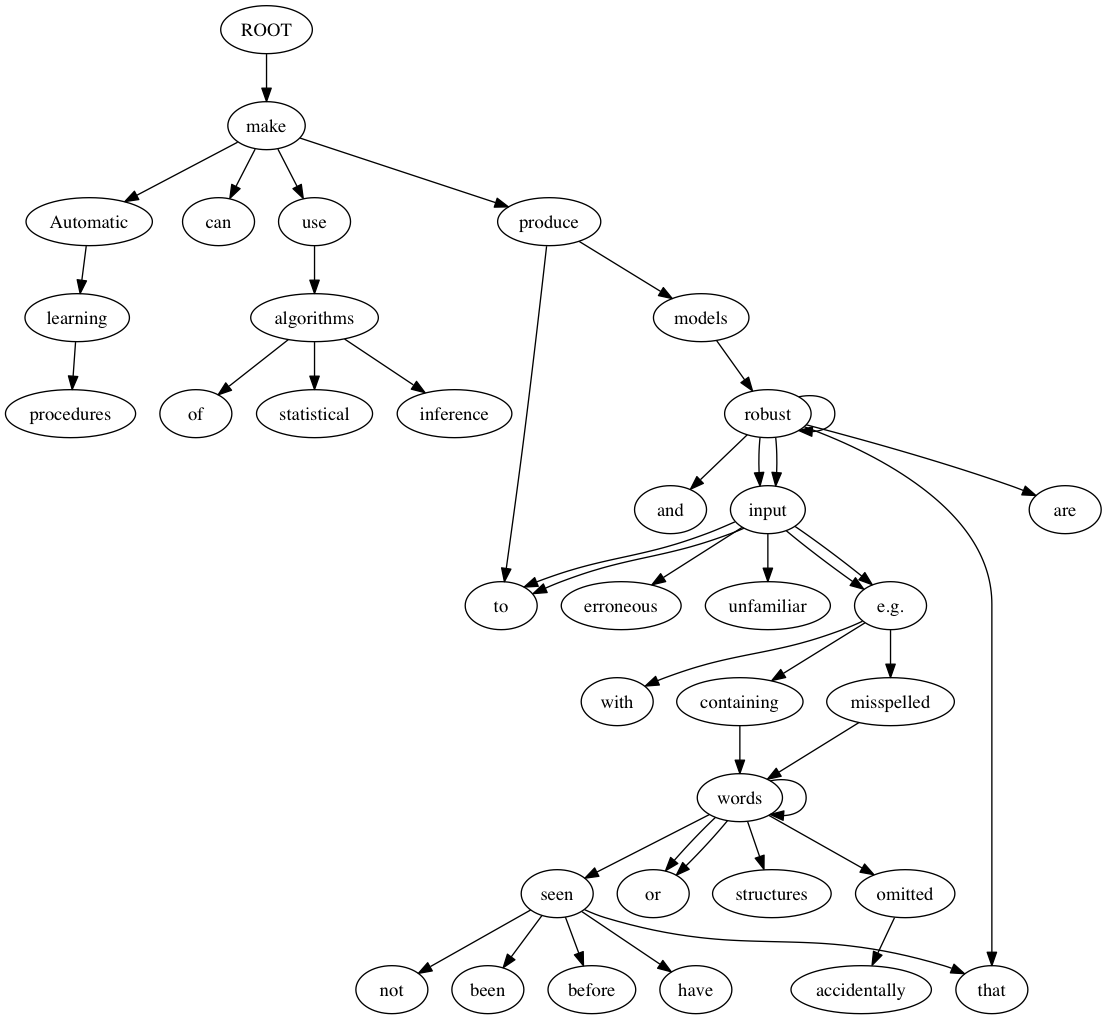 ROOT
make
Automatic can use produce
learning algorithms models
procedures of statistical inference robust
and input are
to erroneous unfamiliar e.g.
with containing misspelled
words
seen or structures omitted
not been before have accidentally that